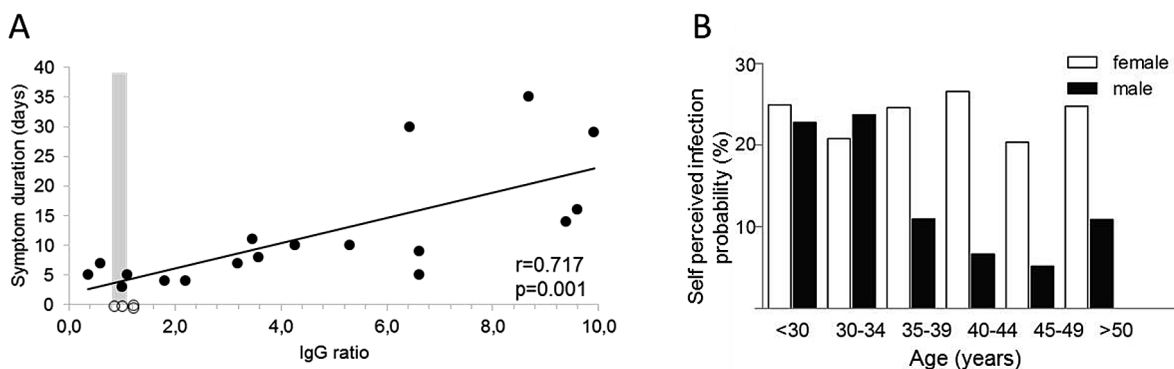 A
Symptom duration (days)
40
35
30
25
20
15
10
5
0
0,0 2,0 4,0 6,0 8,0 10,0
IgG ratio
r=0.717
p=0.001
B
Self perceived infection
probability (%)
30
20
10
female
male
<30 30-34 35-39 40-44 45-49 >50
Age (years)